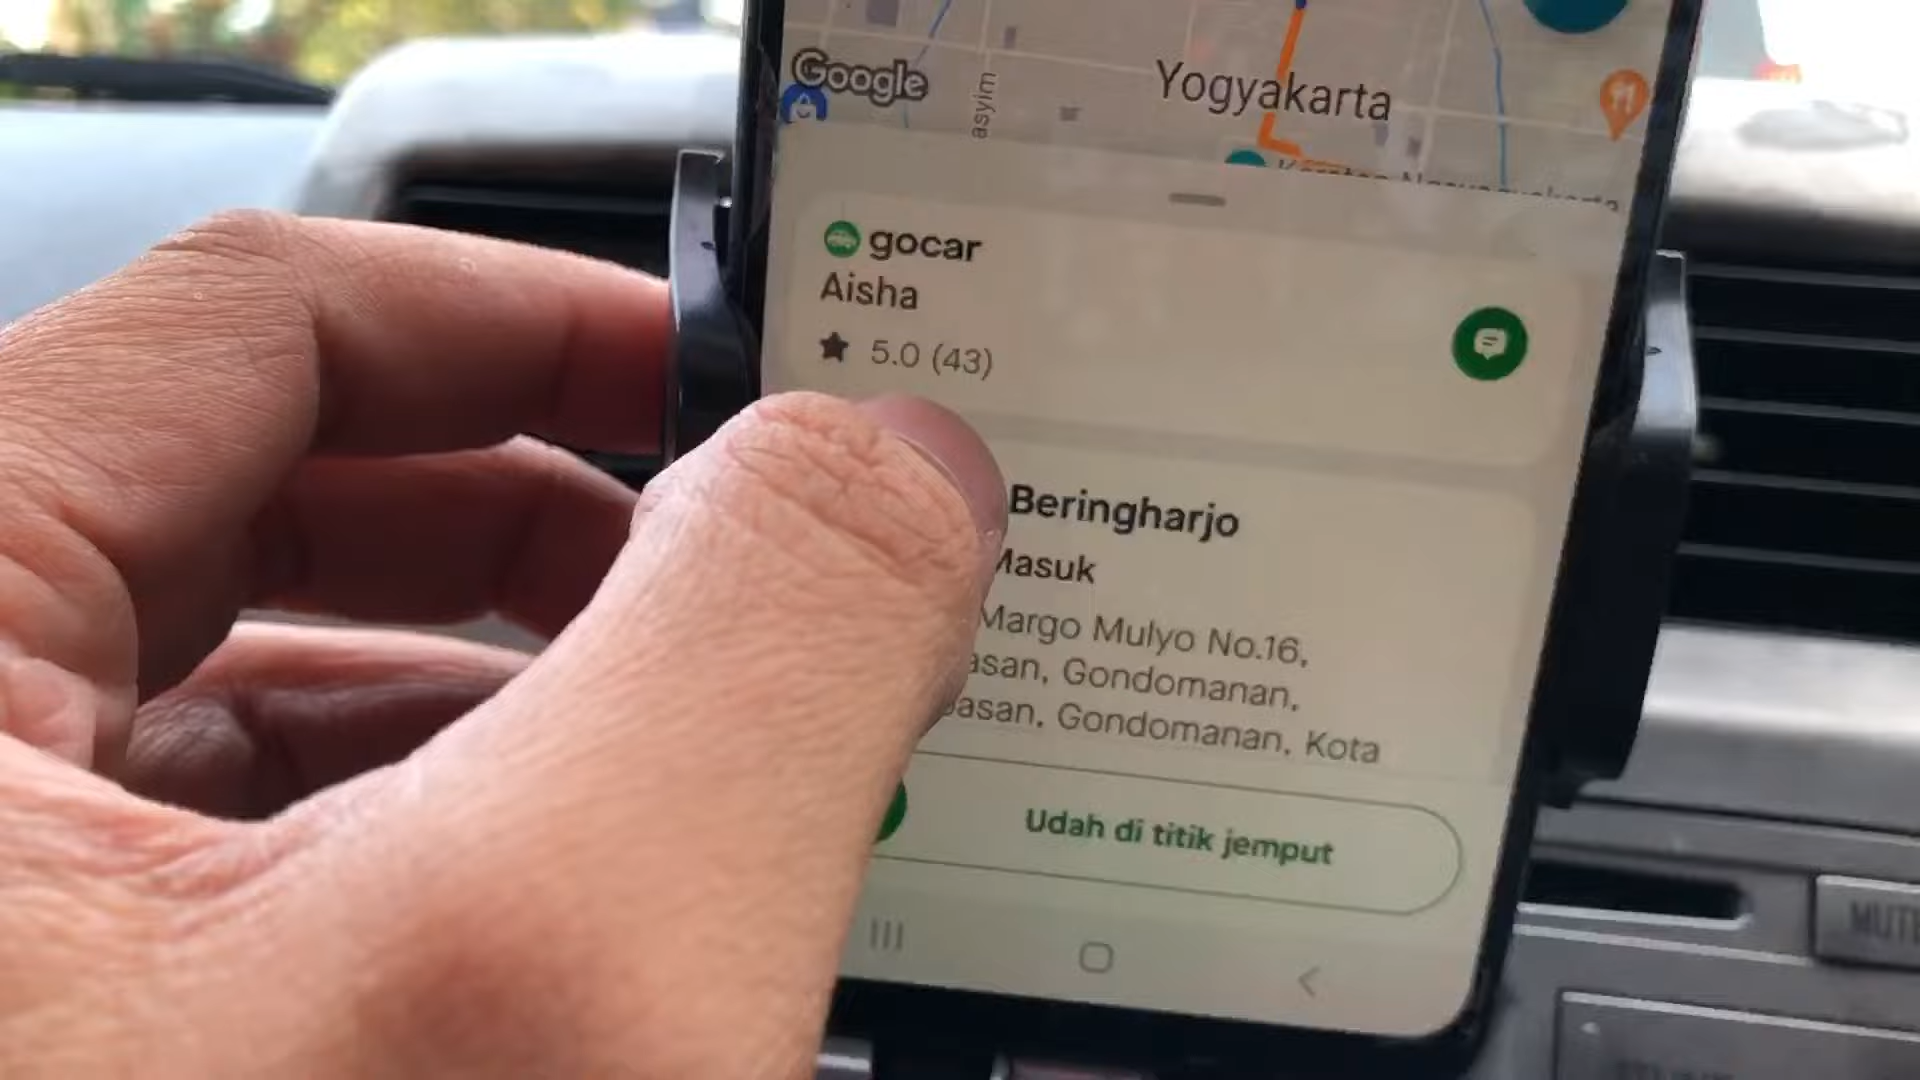 Google
asyim
Yogyakarta
gocar
Aisha
5.0 (43)
Beringharjo
Masuk
Margo Mulyo No.16,
asan, Gondomanan,
asan, Gondomanan, Kota
Udah di titik jemput
MUTE